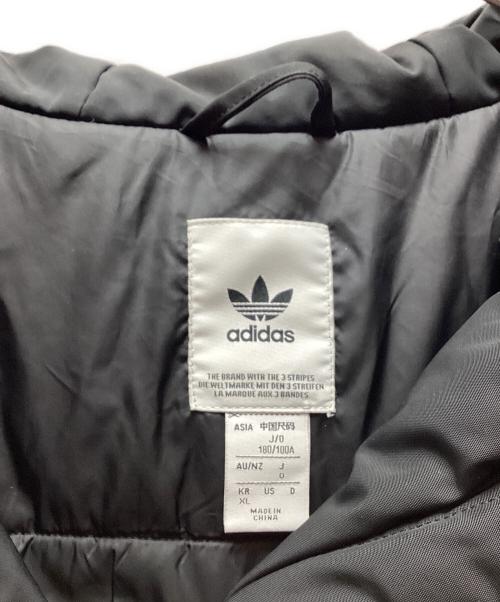 adidas
THE BRAND WITH THE 3 STRIPES
DIE WELTMARKE MIT DEN 3 STREIFEN
LA MARQUE AUX 3 BANDES
ASIA 中国尺码
J/O
180/100A
AU/NZ J
O
KR US D
XL
MADE IN
CHINA